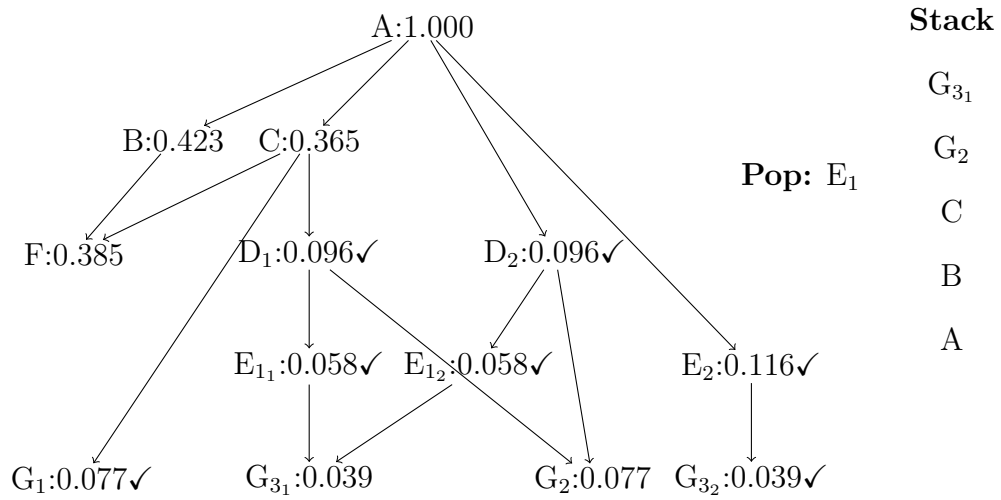 A:1.000
Stack
G₃₁
B:0.423
C:0.365
G₂
Pop: E₁
C
F:0.385
D₁:0.096✓
D₂:0.096✓
B
A
E₁₁:0.058✓
E₁₂:0.058✓
E₂:0.116✓
G₁:0.077✓
G₃₁:0.039
G₂:0.077
G₃₂:0.039✓